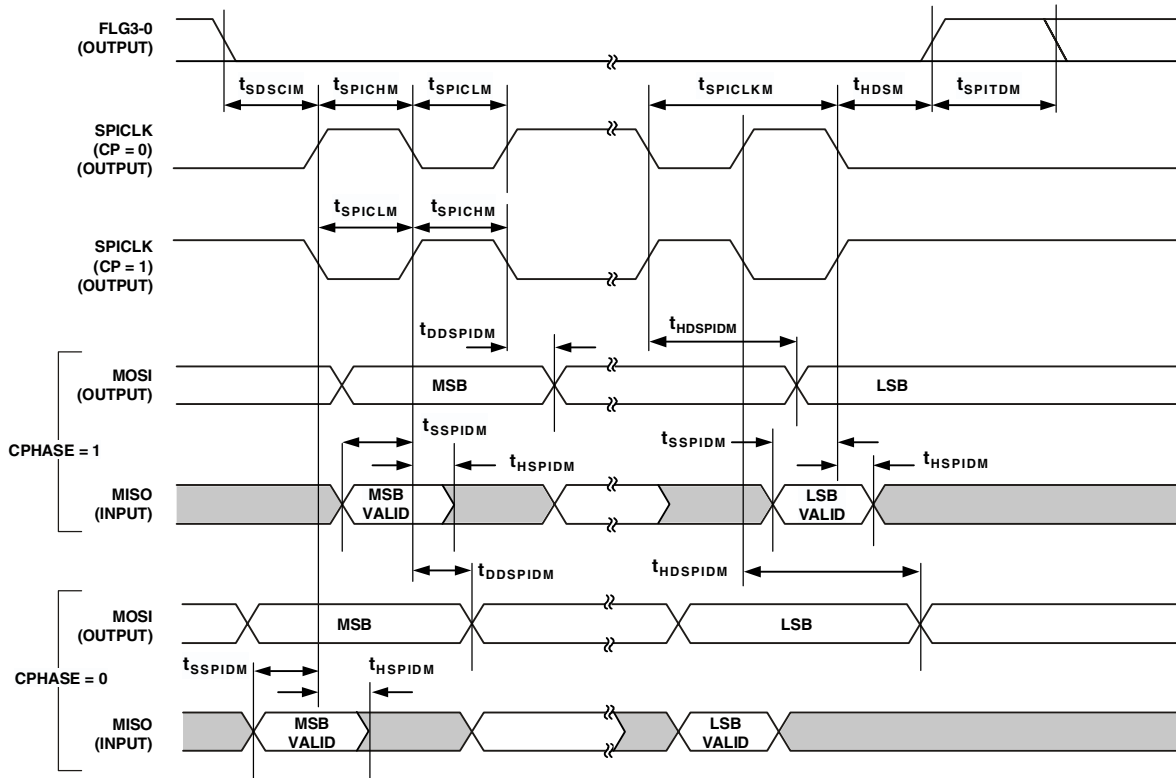 FLG3-0
(OUTPUT)
tSDSCIM tSPICHM tSPICLM tSPICLKM tHDSM tSPITDM
SPICLK
(CP = 0)
(OUTPUT)
tSPICLM tSPICHM
SPICLK
(CP = 1)
(OUTPUT)
tDDSPIDM tHDSPIDM
MOSI
(OUTPUT)
MSB LSB
CPHASE = 1
tSSPIDM tSSPIDM
tHSPIDM tHSPIDM
MISO
(INPUT)
MSB
VALID
LSB
VALID
tDDSPIDM tHDSPIDM
MOSI
(OUTPUT)
MSB LSB
CPHASE = 0
tSSPIDM tHSPIDM
MISO
(INPUT)
MSB
VALID
LSB
VALID